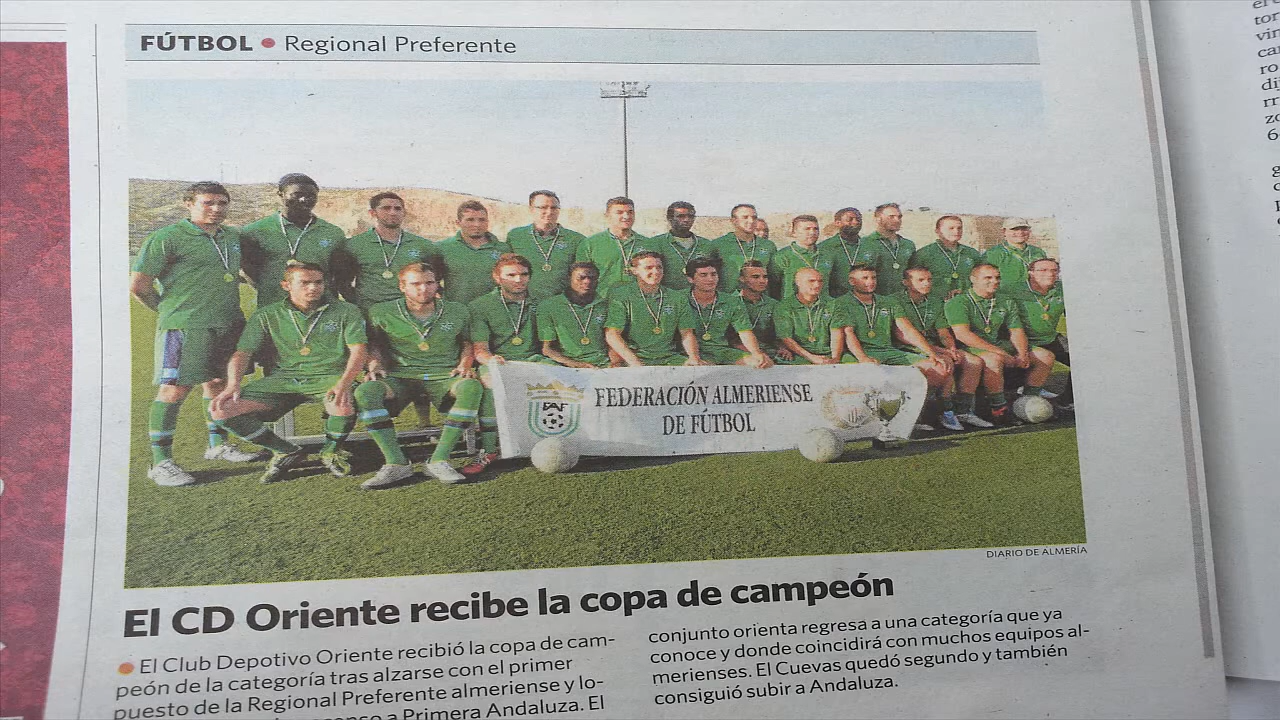 FÚTBOL • Regional Preferente
FAF
FEDERACIÓN ALMERIENSE
DE FÚTBOL
DIARIO DE ALMERÍA
El CD Oriente recibe la copa de campeón
• El Club Depotivo Oriente recibió la copa de cam-
peón de la categoría tras alzarse con el primer
puesto de la Regional Preferente almeriense y lo-
a Primera Andaluza. El
conjunto orienta regresa a una categoría que ya
conoce y donde coincidirá con muchos equipos al-
merienses. El Cuevas quedó segundo y también
consiguió subir a Andaluza.